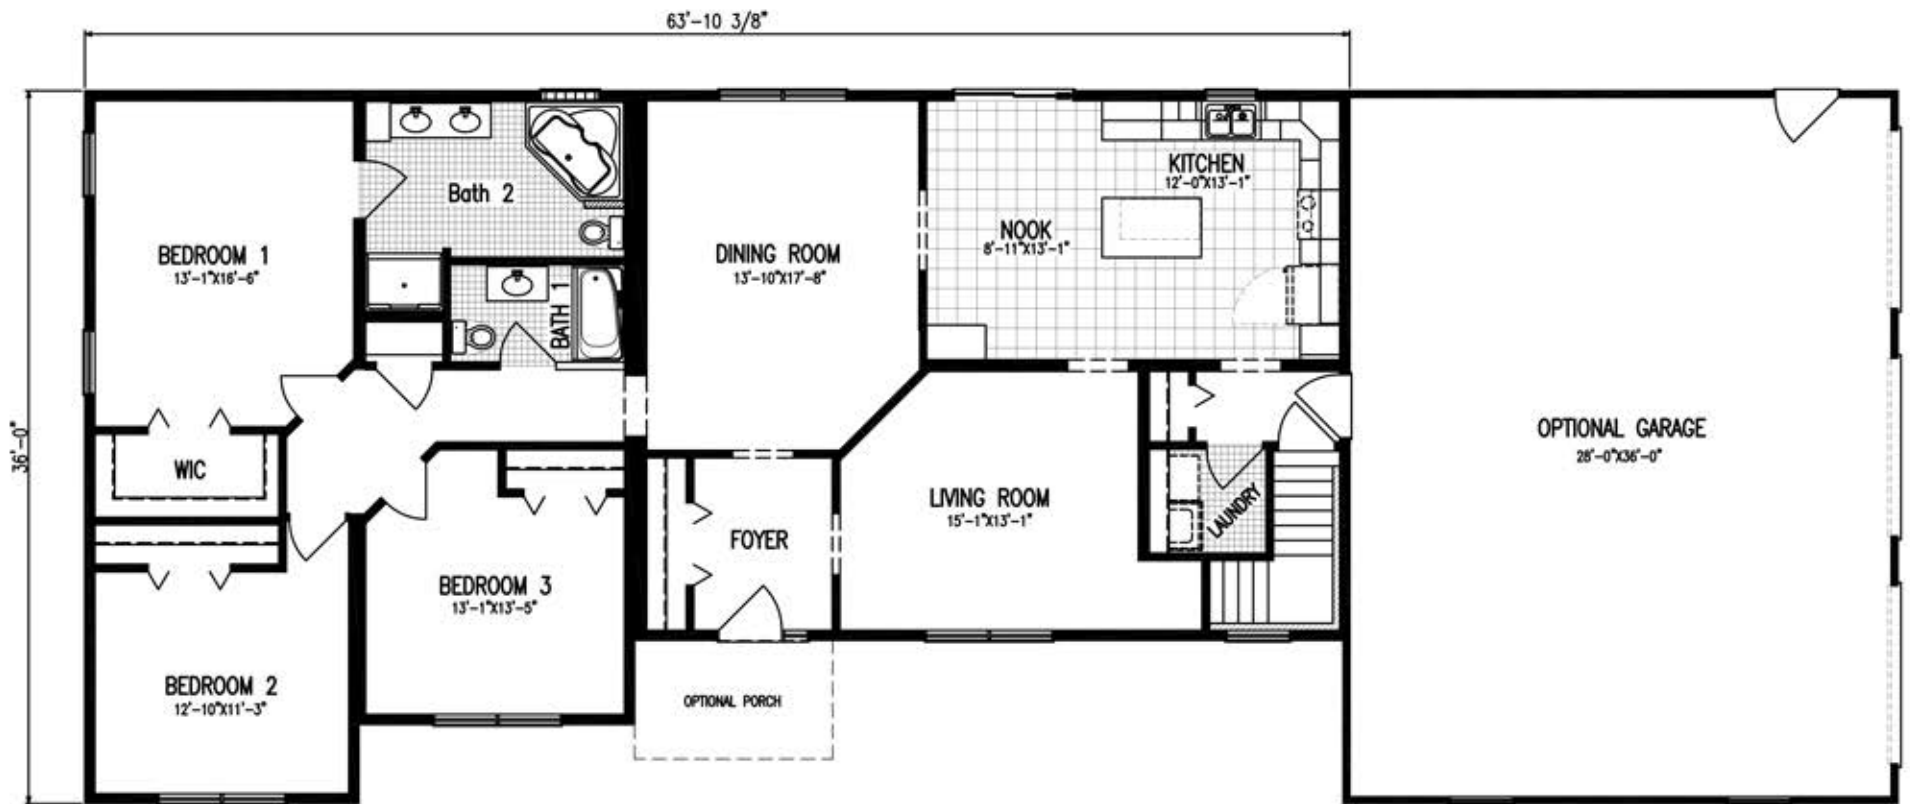 63'-10 3/8"
36'-0"
BEDROOM 1
13'-1"X16'-6"
Bath 2
BATH 1
DINING ROOM
13'-10"X17'-8"
KITCHEN
12'-0"X13'-1"
NOOK
8'-11"X13'-1"
OPTIONAL GARAGE
28'-0"X36'-0"
WIC
LIVING ROOM
15'-1"X13'-1"
LAUNDRY
FOYER
BEDROOM 3
13'-1"X13'-5"
BEDROOM 2
12'-10"X11'-3"
OPTIONAL PORCH